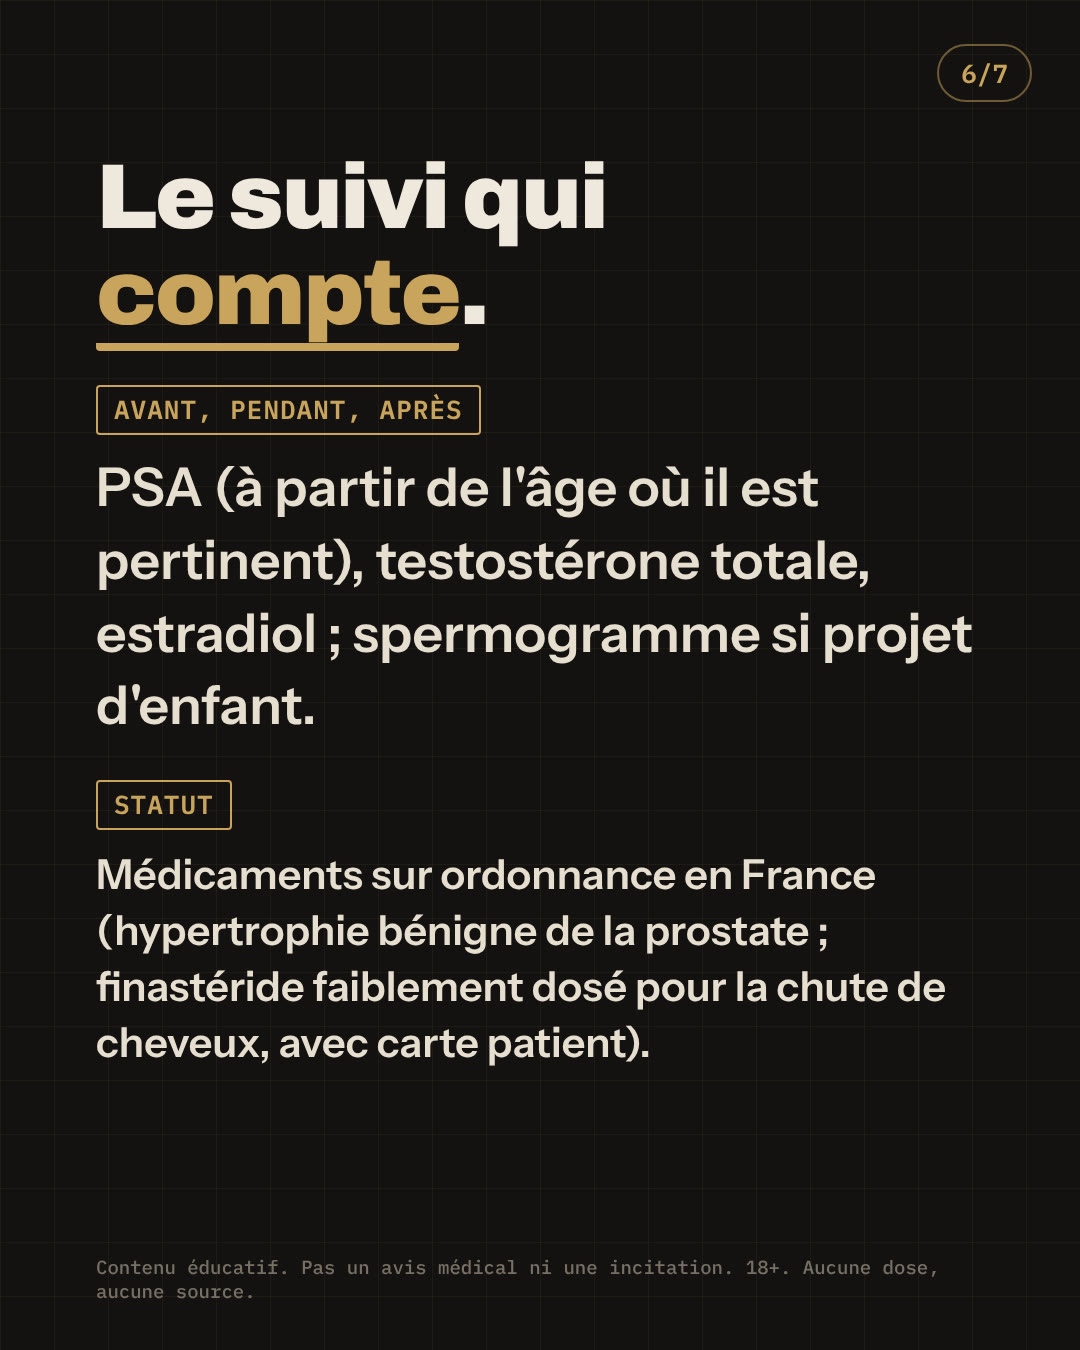 6/7
Le suivi qui
compte.
AVANT, PENDANT, APRÈS
PSA (à partir de l'âge où il est
pertinent), testostérone totale,
estradiol ; spermogramme si projet
d'enfant.
STATUT
Médicaments sur ordonnance en France
(hypertrophie bénigne de la prostate ;
finastéride faiblement dosé pour la chute de
cheveux, avec carte patient).
Contenu éducatif. Pas un avis médical ni une incitation. 18+. Aucune dose,
aucune source.